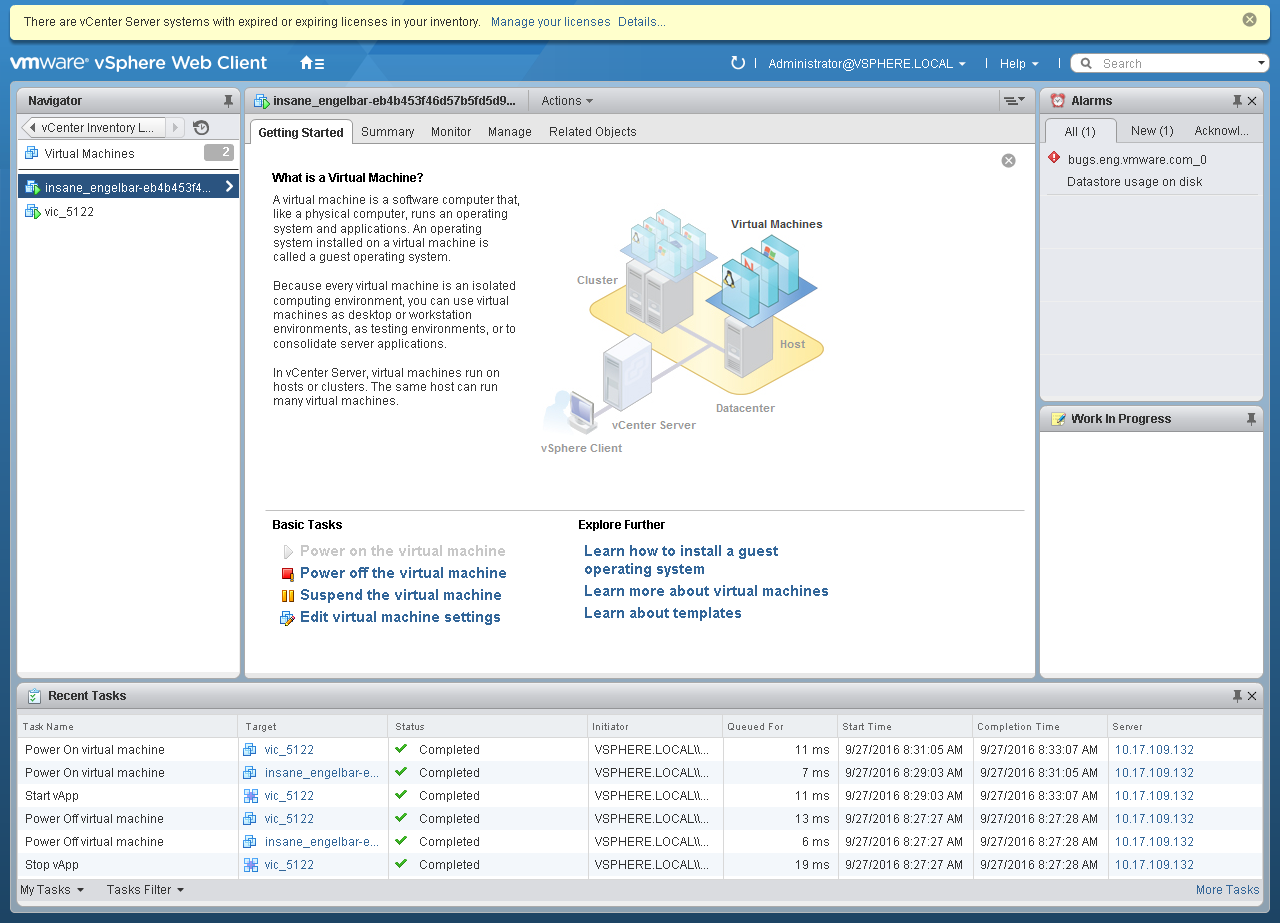 There are vCenter Server systems with expired or expiring licenses in your inventory. Manage your licenses Details...
vmware® vSphere Web Client
Administrator@VSPHERE.LOCAL
Help
Search
Navigator
vCenter Inventory L...
Virtual Machines 2
insane_engelbar-eb4b453f4...
vic_5122
insane_engelbar-eb4b453f46d57b5fd5d9... Actions
Getting Started Summary Monitor Manage Related Objects
What is a Virtual Machine?
A virtual machine is a software computer that,
like a physical computer, runs an operating
system and applications. An operating
system installed on a virtual machine is
called a guest operating system.
Because every virtual machine is an isolated
computing environment, you can use virtual
machines as desktop or workstation
environments, as testing environments, or to
consolidate server applications.
In vCenter Server, virtual machines run on
hosts or clusters. The same host can run
many virtual machines.
Virtual Machines
Cluster
Host
Datacenter
vCenter Server
vSphere Client
Basic Tasks
Power on the virtual machine
Power off the virtual machine
Suspend the virtual machine
Edit virtual machine settings
Explore Further
Learn how to install a guest
operating system
Learn more about virtual machines
Learn about templates
Alarms
All (1) New (1) Acknowl...
bugs.eng.vmware.com_0
Datastore usage on disk
Work In Progress
Recent Tasks
Task Name Target Status Initiator Queued For Start Time Completion Time Server
Power On virtual machine vic_5122 Completed VSPHERE.LOCAL\\... 11 ms 9/27/2016 8:31:05 AM 9/27/2016 8:33:07 AM 10.17.109.132
Power On virtual machine insane_engelbar-e... Completed VSPHERE.LOCAL\\... 7 ms 9/27/2016 8:29:03 AM 9/27/2016 8:31:05 AM 10.17.109.132
Start vApp vic_5122 Completed VSPHERE.LOCAL\\... 11 ms 9/27/2016 8:29:03 AM 9/27/2016 8:33:07 AM 10.17.109.132
Power Off virtual machine vic_5122 Completed VSPHERE.LOCAL\\... 13 ms 9/27/2016 8:27:27 AM 9/27/2016 8:27:28 AM 10.17.109.132
Power Off virtual machine insane_engelbar-e... Completed VSPHERE.LOCAL\\... 6 ms 9/27/2016 8:27:27 AM 9/27/2016 8:27:28 AM 10.17.109.132
Stop vApp vic_5122 Completed VSPHERE.LOCAL\\... 19 ms 9/27/2016 8:27:27 AM 9/27/2016 8:27:28 AM 10.17.109.132
My Tasks Tasks Filter More Tasks